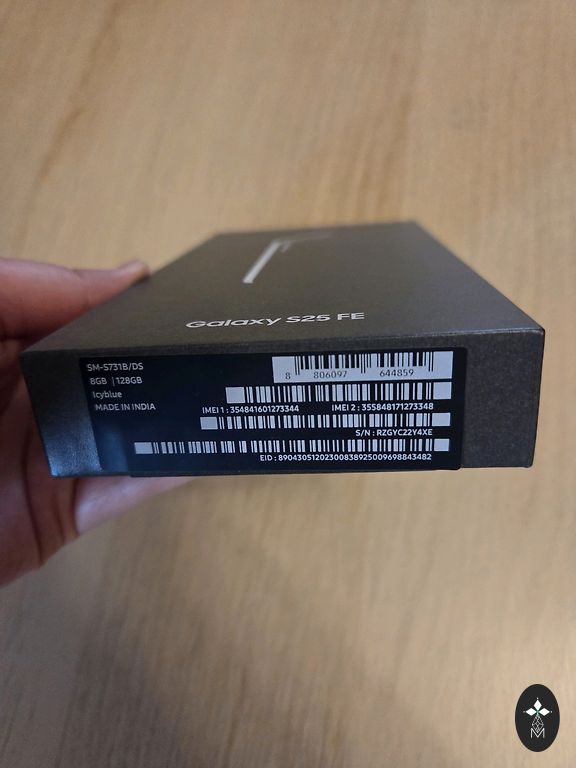 Galaxy S25 FE
SM-S731B/DS
8GB | 128GB
Icyblue
MADE IN INDIA
8 806097 644859
IMEI 1 : 354841601273344 IMEI 2 : 355848171273348
S/N : RZGYC22Y4XE
EID : 89043051202300838925009698843482
M